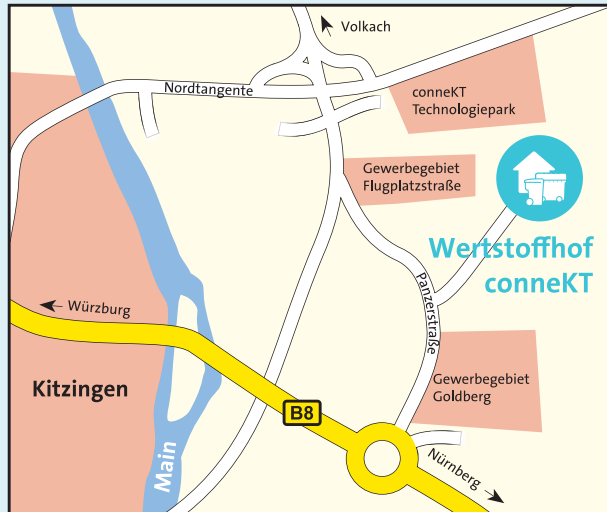 Volkach
Nordtangente
conneKT
Technologiepark
Gewerbegebiet
Flugplatzstraße
Wertstoffhof
conneKT
Panzerstraße
Würzburg
Kitzingen
Gewerbegebiet
Goldberg
B8
Main
Nürnberg